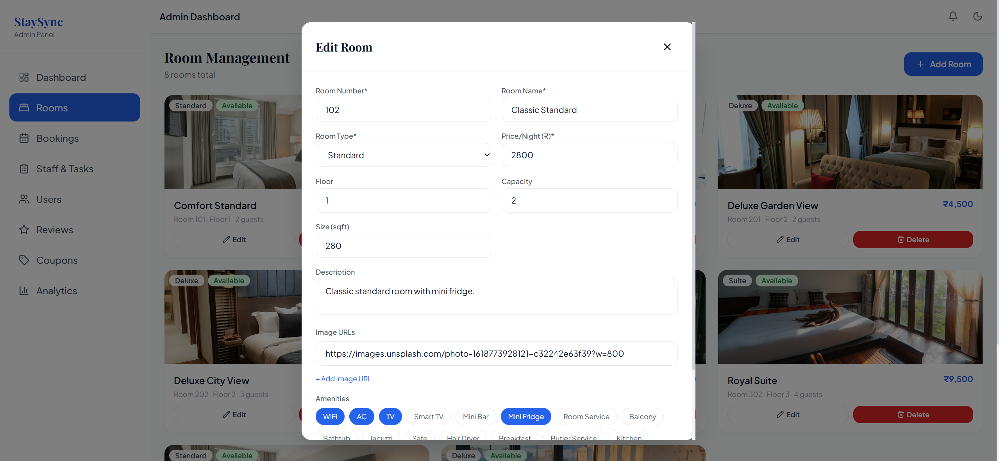 StaySync
Admin Panel
Dashboard
Rooms
Bookings
Staff & Tasks
Users
Reviews
Coupons
Analytics
Admin Dashboard
Room Management
8 rooms total
+ Add Room
Standard
Available
Comfort Standard
Room 101 · Floor 1 · 2 guests
Edit
Deluxe
Available
Deluxe Garden View
₹4,500
Room 201 · Floor 2 · 2 guests
Edit
Delete
Deluxe
Available
Deluxe City View
Room 202 · Floor 2 · 3 guests
Edit
Suite
Available
Royal Suite
₹9,500
Room 302 · Floor 3 · 4 guests
Edit
Delete
Standard
Available
Deluxe
Available
Edit Room
Room Number*
102
Room Name*
Classic Standard
Room Type*
Standard
Price/Night (₹)*
2800
Floor
1
Capacity
2
Size (sqft)
280
Description
Classic standard room with mini fridge.
Image URLs
https://images.unsplash.com/photo-1618773928121-c32242e63f39?w=800
+ Add image URL
Amenities
WiFi AC TV Smart TV Mini Bar Mini Fridge Room Service Balcony
Bathtub Jacuzzi Safe Hair Dryer Breakfast Butler Service Kitchen